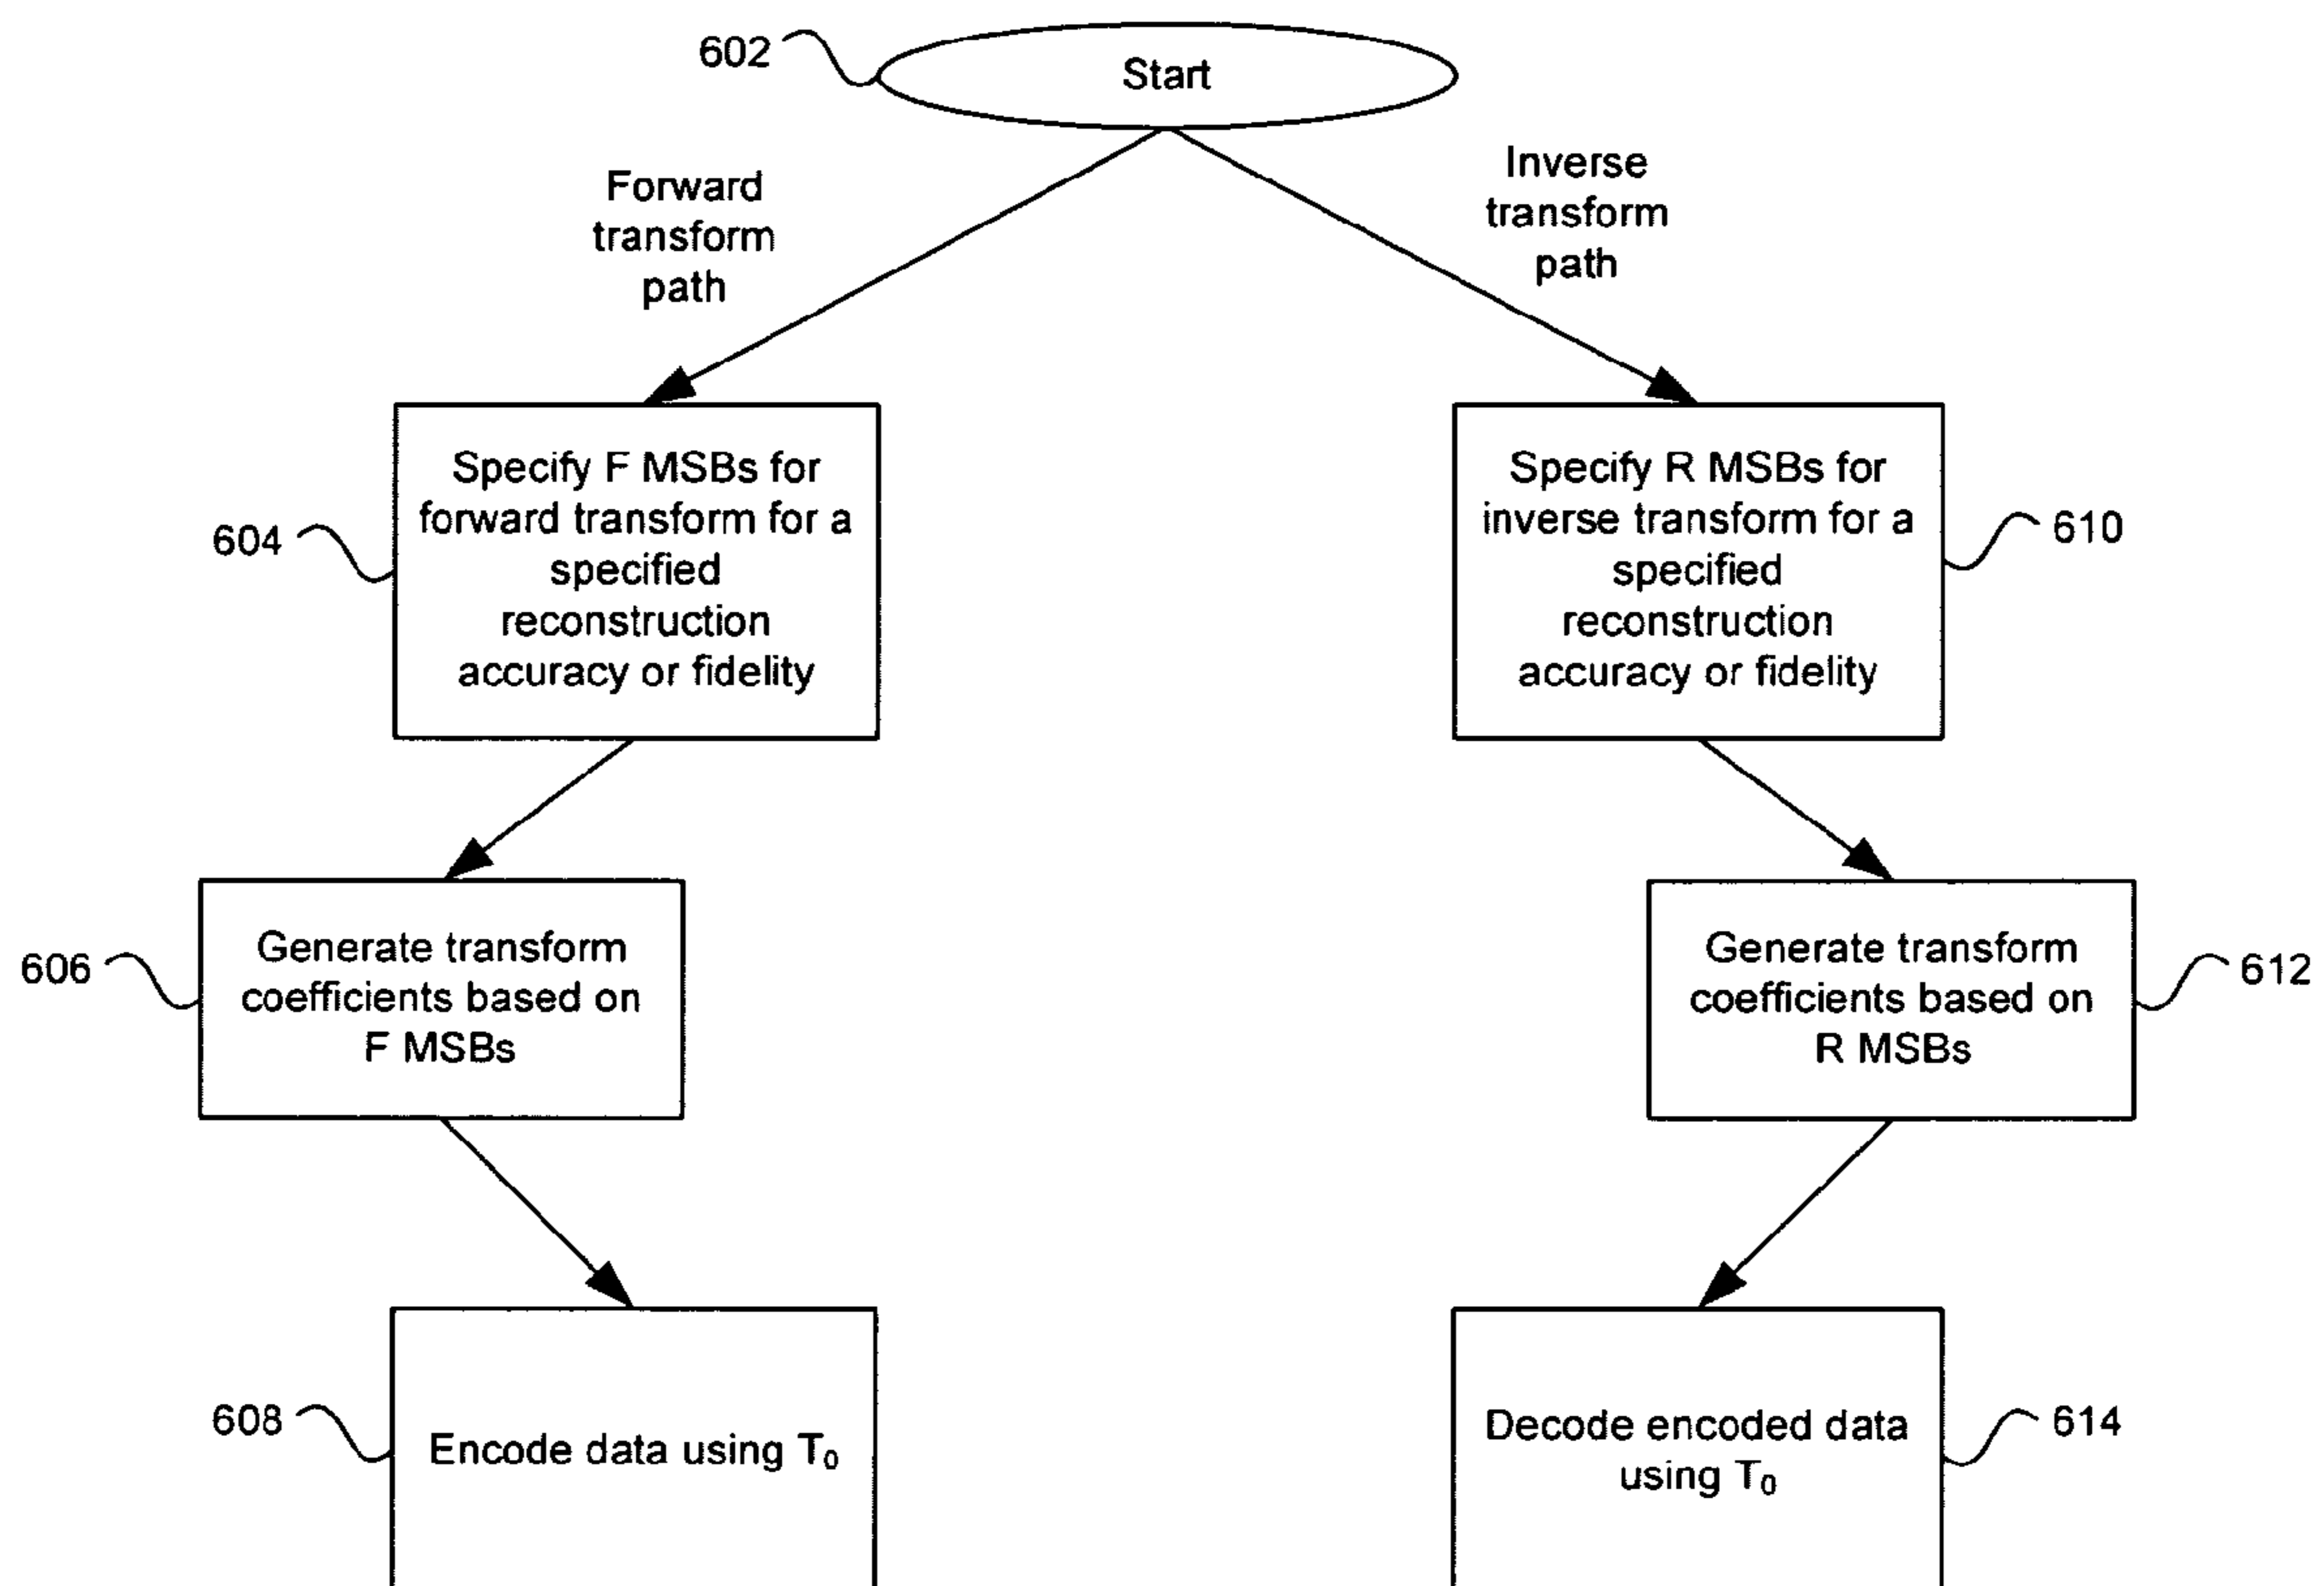 602
Start
Forward
transform
path
Inverse
transform
path
604
Specify F MSBs for
forward transform for a
specified
reconstruction
accuracy or fidelity
Specify R MSBs for
inverse transform for a
specified
reconstruction
accuracy or fidelity
610
606
Generate transform
coefficients based on
F MSBs
Generate transform
coefficients based on
R MSBs
612
608
Encode data using T₀
Decode encoded data
using T₀
614